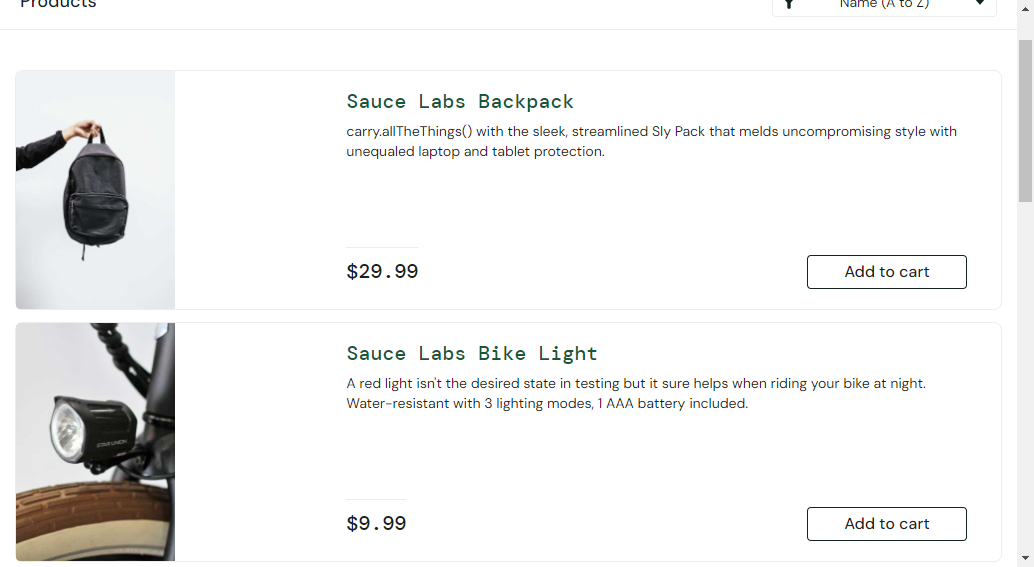 Products
Name (A to Z)
Sauce Labs Backpack
carry.allTheThings() with the sleek, streamlined Sly Pack that melds uncompromising style with
unequaled laptop and tablet protection.
$29.99
Add to cart
Sauce Labs Bike Light
A red light isn't the desired state in testing but it sure helps when riding your bike at night.
Water-resistant with 3 lighting modes, 1 AAA battery included.
$9.99
Add to cart